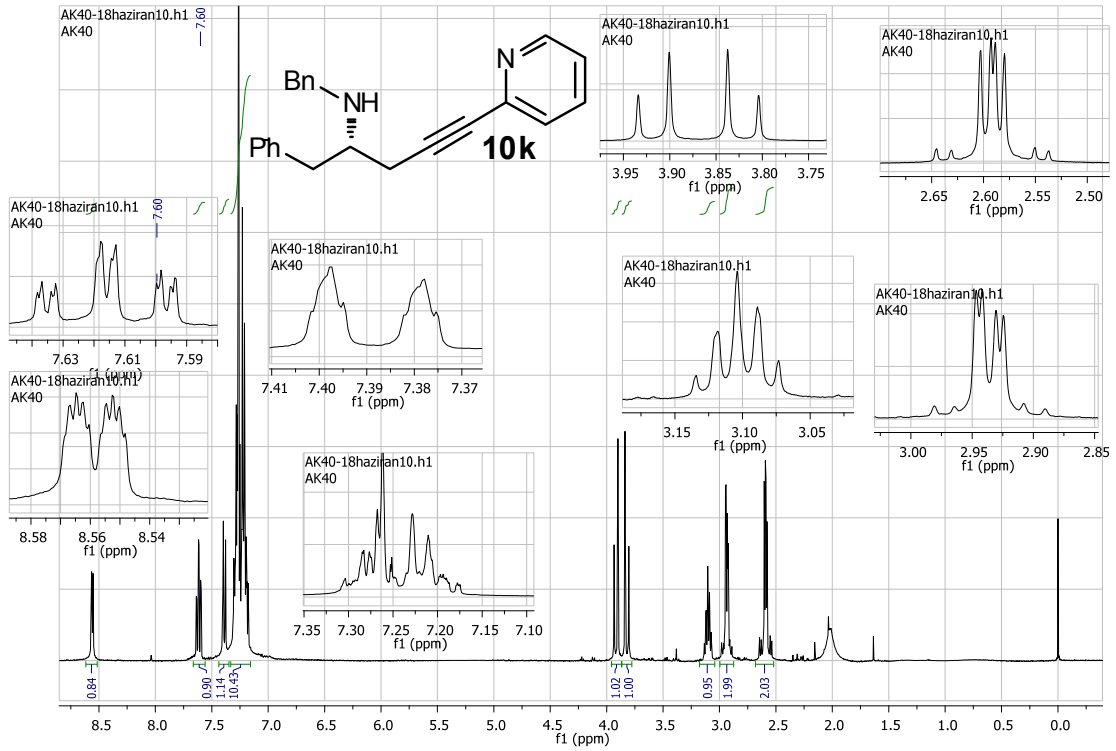 AK40-18haziran10.h1
AK40
7.60
N
Bn
NH
Ph
10k
AK40-18haziran10.h1
AK40
3.95 3.90 3.85 3.80 3.75
f1 (ppm)
AK40-18haziran10.h1
AK40
2.65 2.60 2.55 2.50
f1 (ppm)
AK40-18haziran10.h1
AK40
7.60
7.63 7.61 7.59
f1 (ppm)
AK40-18haziran10.h1
AK40
7.41 7.40 7.39 7.38 7.37
f1 (ppm)
AK40-18haziran10.h1
AK40
3.15 3.10 3.05
f1 (ppm)
AK40-18haziran10.h1
AK40
3.00 2.95 2.90 2.85
f1 (ppm)
AK40-18haziran10.h1
AK40
8.58 8.56 8.54
f1 (ppm)
AK40-18haziran10.h1
AK40
7.35 7.30 7.25 7.20 7.15 7.10
f1 (ppm)
0.84 0.90 1.14 10.43 1.02 1.00 0.95 1.99 2.03
8.5 8.0 7.5 7.0 6.5 6.0 5.5 5.0 4.5 4.0 3.5 3.0 2.5 2.0 1.5 1.0 0.5 0.0
f1 (ppm)